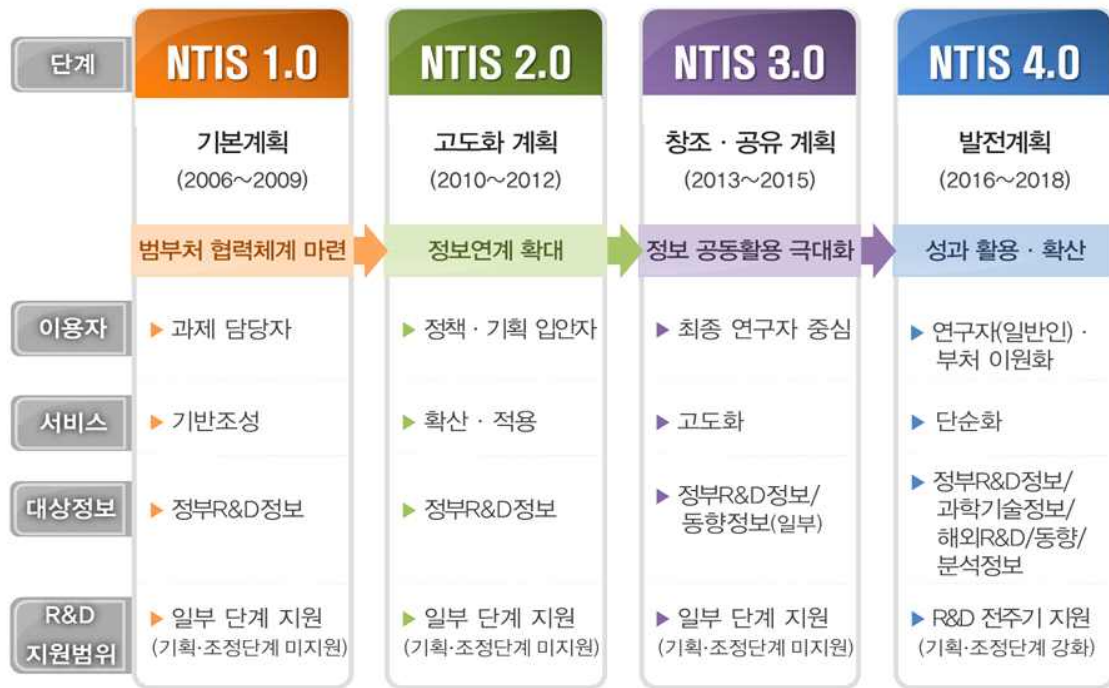 단계
NTIS 1.0
NTIS 2.0
NTIS 3.0
NTIS 4.0
기본계획
(2006~2009)
고도화 계획
(2010~2012)
창조 · 공유 계획
(2013~2015)
발전계획
(2016~2018)
범부처 협력체계 마련
정보연계 확대
정보 공동활용 극대화
성과 활용 · 확산
이용자
▶ 과제 담당자
▶ 정책 · 기획 입안자
▶ 최종 연구자 중심
▶ 연구자(일반인) ·
부처 이원화
서비스
▶ 기반조성
▶ 확산 · 적용
▶ 고도화
▶ 단순화
대상정보
▶ 정부R&D정보
▶ 정부R&D정보
▶ 정부R&D정보/
동향정보(일부)
▶ 정부R&D정보/
과학기술정보/
해외R&D/동향/
분석정보
R&D
지원범위
▶ 일부 단계 지원
(기획·조정단계 미지원)
▶ 일부 단계 지원
(기획·조정단계 미지원)
▶ 일부 단계 지원
(기획·조정단계 미지원)
▶ R&D 전주기 지원
(기획·조정단계 강화)